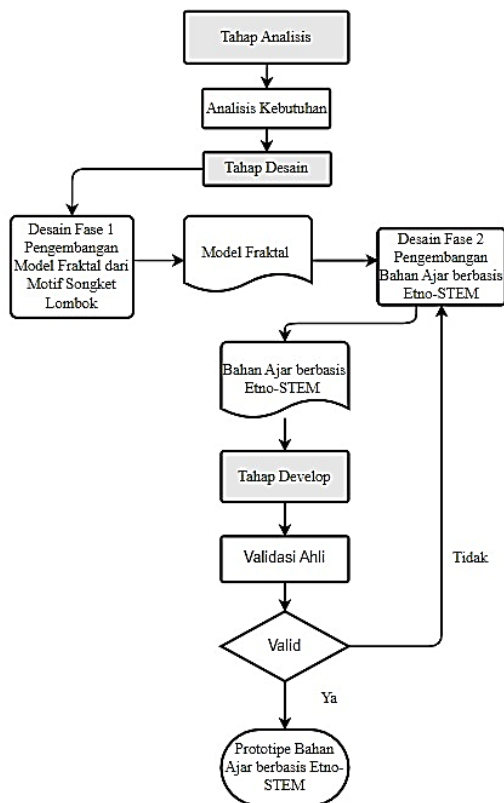 Tahap Analisis
Analisis Kebutuhan
Tahap Desain
Desain Fase 1
Pengembangan
Model Fraktal dari
Motif Songket
Lombok
Model Fraktal
Desain Fase 2
Pengembangan
Bahan Ajar berbasis
Etno-STEM
Bahan Ajar berbasis
Etno-STEM
Tahap Develop
Validasi Ahli
Tidak
Valid
Ya
Prototipe Bahan
Ajar berbasis Etno-
STEM